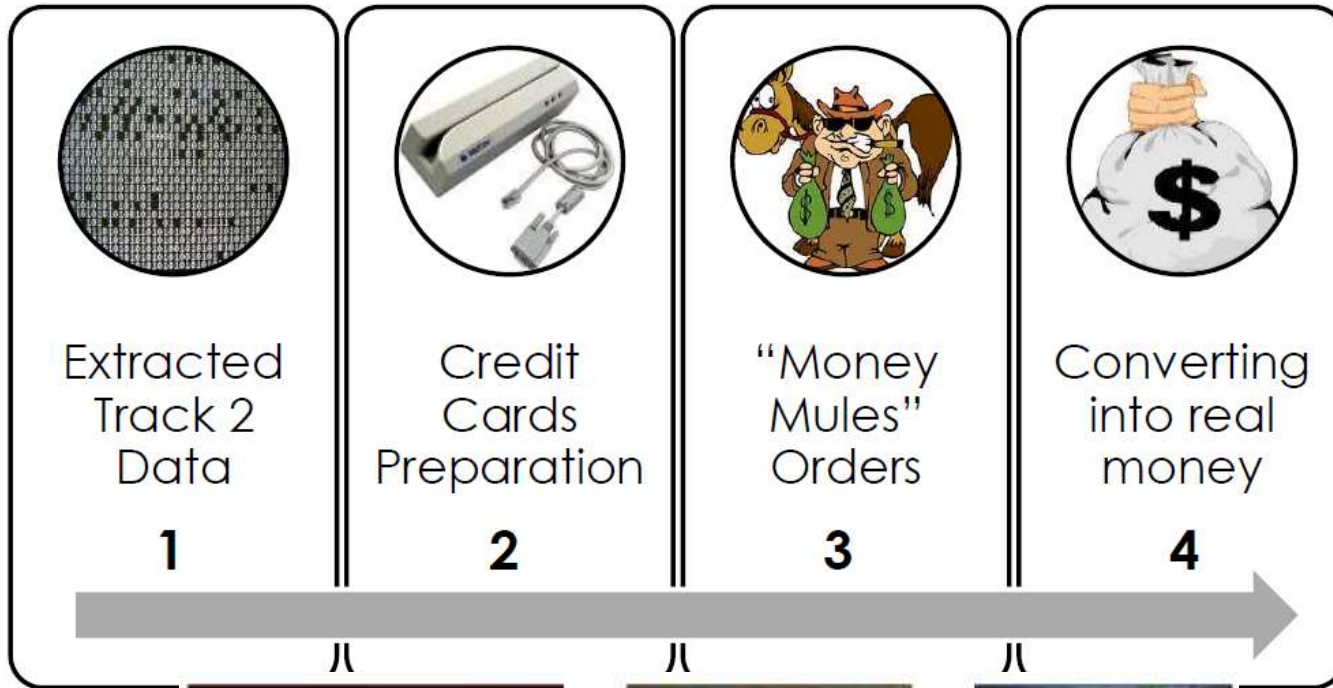 Extracted
Track 2
Data
1
Credit
Cards
Preparation
2
“Money
Mules”
Orders
3
Converting
into real
money
4
$
$ $